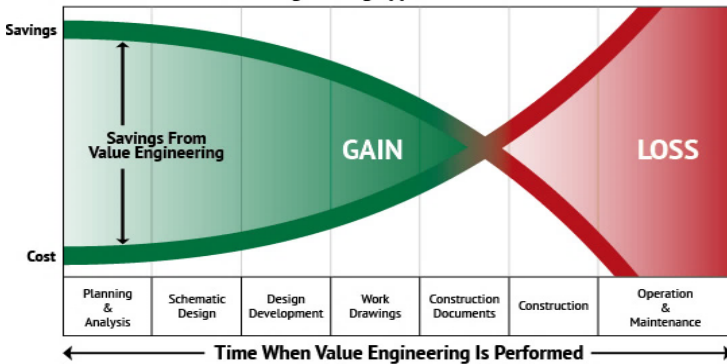 Savings
Savings From
Value Engineering
GAIN
LOSS
Cost
Planning
&
Analysis
Schematic
Design
Design
Development
Work
Drawings
Construction
Documents
Construction
Operation
&
Maintenance
Time When Value Engineering Is Performed